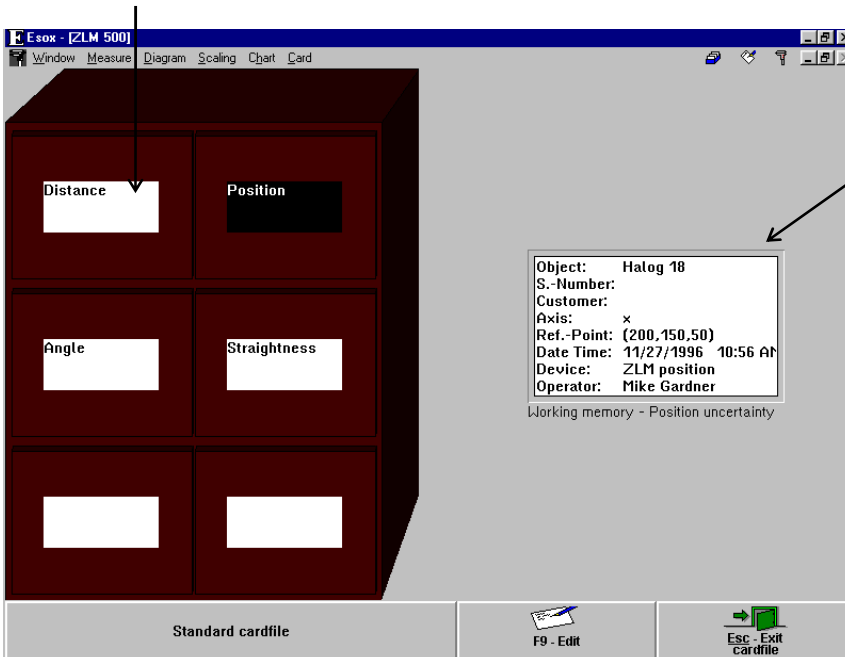 Esox - [ZLM 500]
Window Measure Diagram Scaling Chart Card
Distance
Position
Object: Halog 18
S.-Number:
Customer:
Axis: x
Ref.-Point: (200,150,50)
Date Time: 11/27/1996 10:56 AM
Device: ZLM position
Operator: Mike Gardner
Working memory - Position uncertainty
Angle
Straightness
Standard cardfile
F9 - Edit
Esc - Exit
cardfile